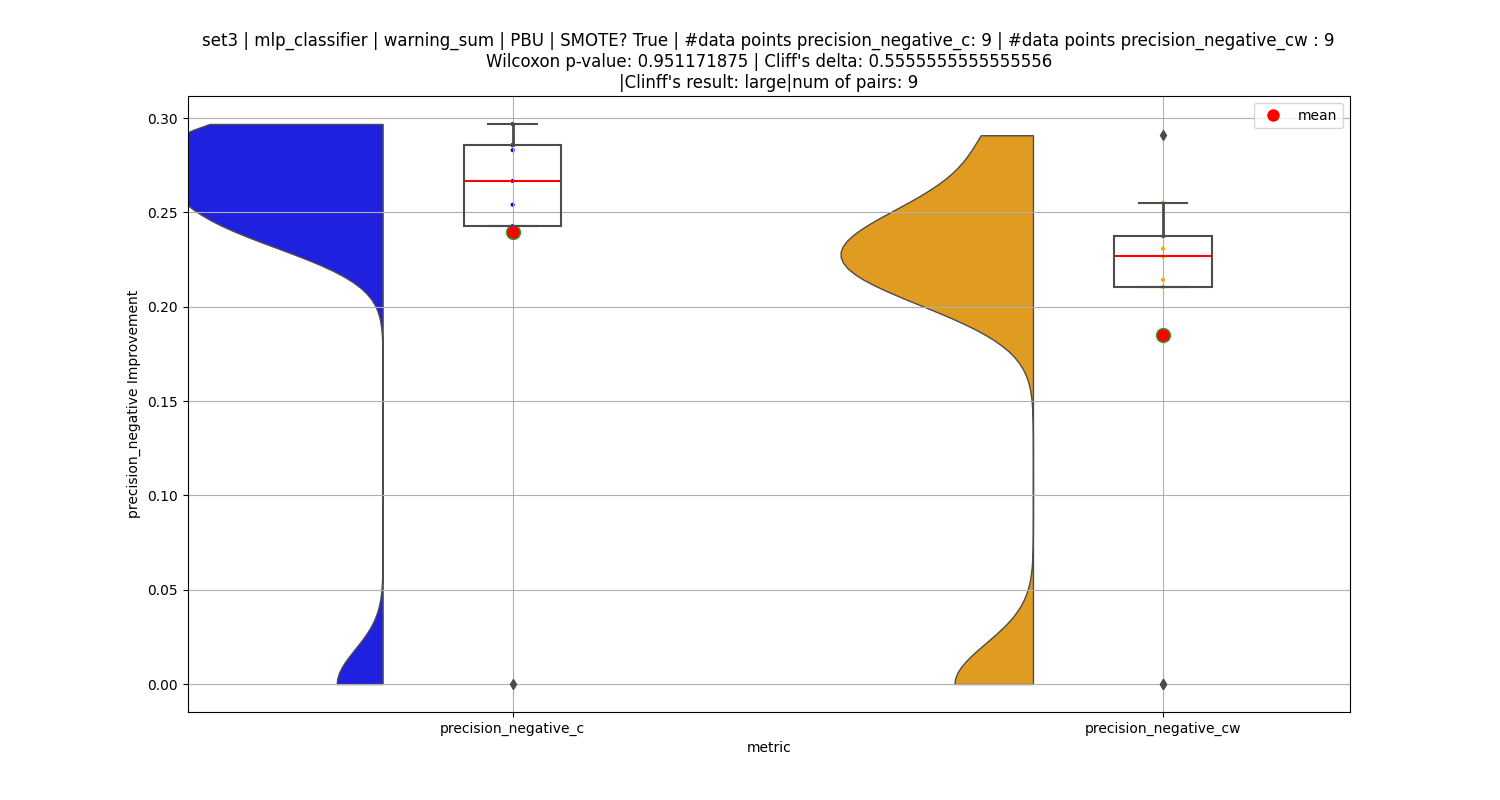 set3 | mlp_classifier | warning_sum | PBU | SMOTE? True | #data points precision_negative_c: 9 | #data points precision_negative_cw : 9
Wilcoxon p-value: 0.951171875 | Cliff's delta: 0.5555555555555556
|Clinff's result: large|num of pairs: 9
mean
0.30
0.25
0.20
0.15
0.10
0.05
0.00
precision_negative Improvement
precision_negative_c
precision_negative_cw
metric